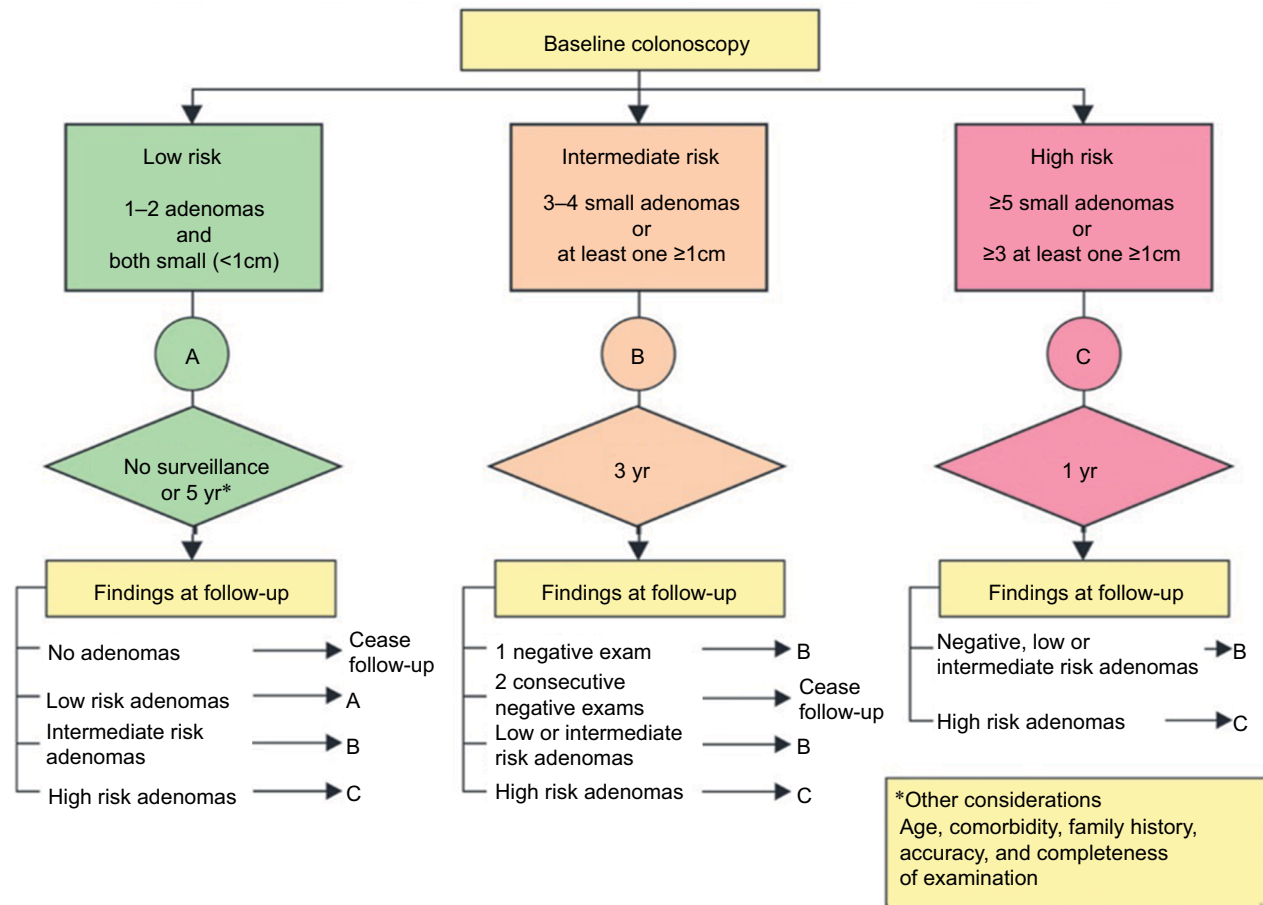 Baseline colonoscopy
Low risk
1–2 adenomas
and
both small (<1cm)
A
No surveillance
or 5 yr*
Findings at follow-up
No adenomas
Cease
follow-up
Low risk adenomas
A
Intermediate risk
adenomas
B
High risk adenomas
C
Intermediate risk
3–4 small adenomas
or
at least one ≥1cm
B
3 yr
Findings at follow-up
1 negative exam
B
2 consecutive
negative exams
Cease
follow-up
Low or intermediate
risk adenomas
B
High risk adenomas
C
High risk
≥5 small adenomas
or
≥3 at least one ≥1cm
C
1 yr
Findings at follow-up
Negative, low or
intermediate risk adenomas
B
High risk adenomas
C
*Other considerations
Age, comorbidity, family history,
accuracy, and completeness
of examination